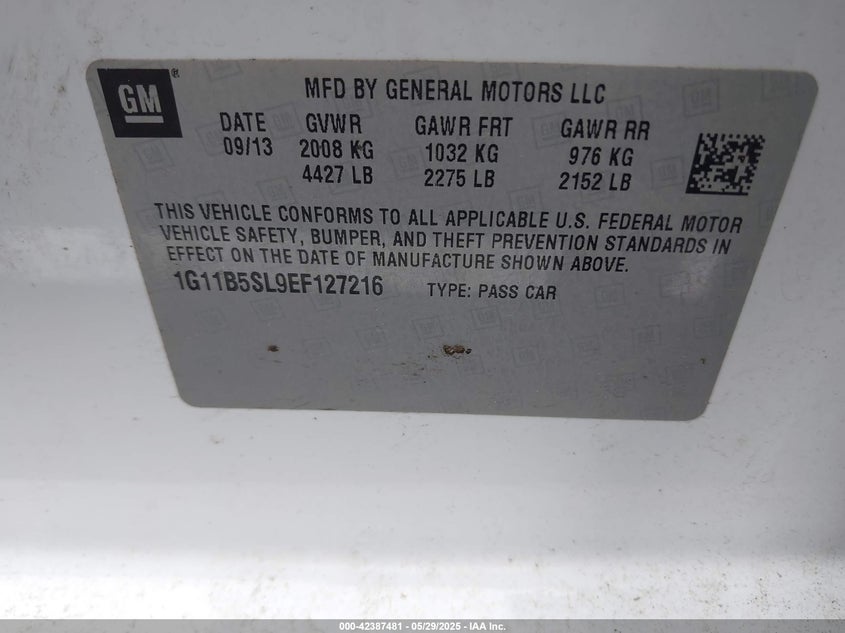 GM®
MFD BY GENERAL MOTORS LLC
DATE GVWR GAWR FRT GAWR RR
09/13 2008 KG 1032 KG 976 KG
4427 LB 2275 LB 2152 LB
THIS VEHICLE CONFORMS TO ALL APPLICABLE U.S. FEDERAL MOTOR
VEHICLE SAFETY, BUMPER, AND THEFT PREVENTION STANDARDS IN
EFFECT ON THE DATE OF MANUFACTURE SHOWN ABOVE.
1G11B5SL9EF127216 TYPE: PASS CAR
000-42387481 - 05/29/2025 - IAA Inc.